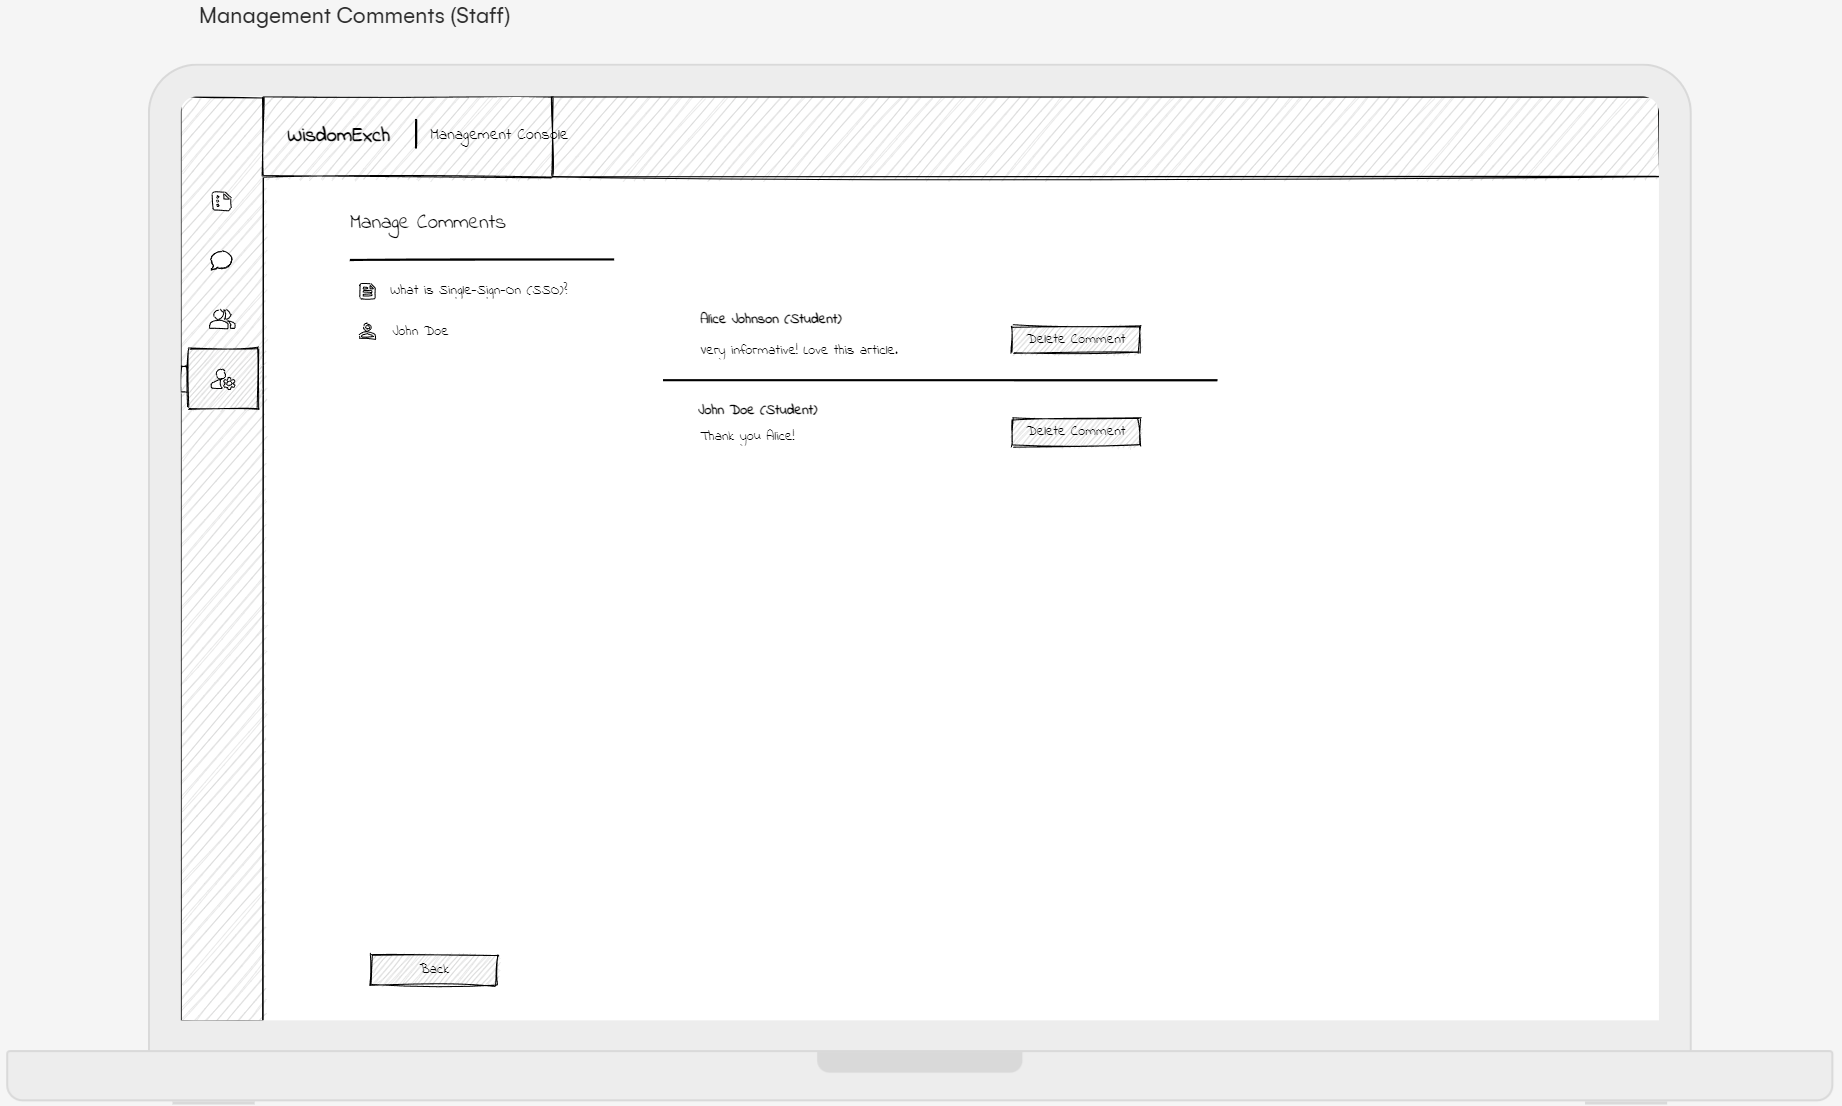 Management Comments (Staff)
WisdomExch
Management Console
Manage Comments
What is Single-Sign-On (SSO)?
John Doe
Alice Johnson (Student)
Very informative! Love this article.
Delete Comment
John Doe (Student)
Thank you Alice!
Delete Comment
Back